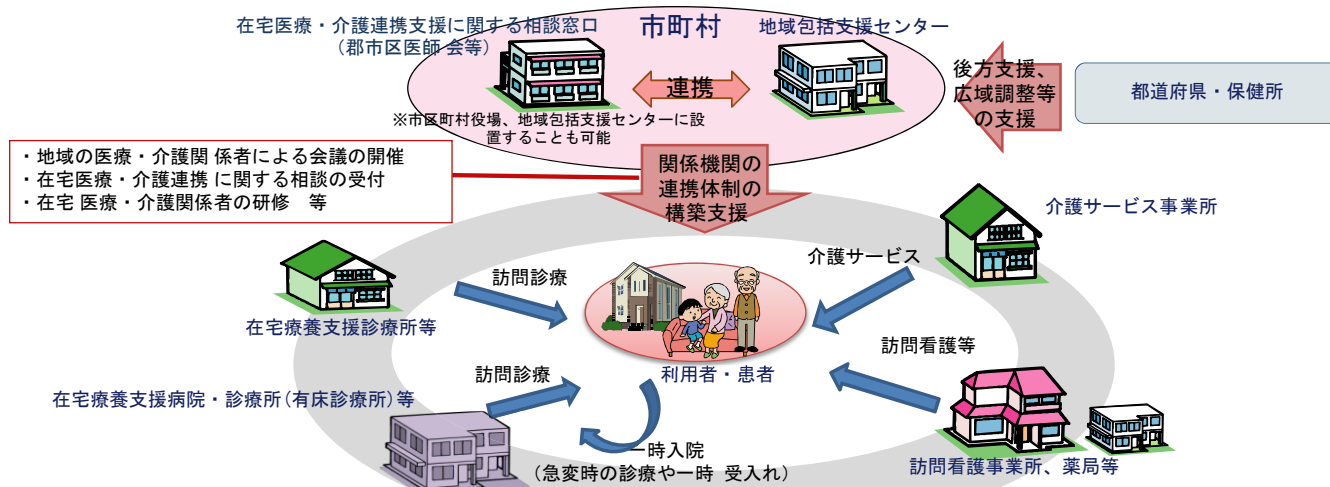 在宅医療・介護連携支援に関する相談窓口
（郡市区医師 会等）
市町村
地域包括支援センター
連携
※市区町村役場、地域包括支援センターに設
置することも可能
後方支援、
広域調整等
の支援
都道府県・保健所
・地域の医療・介護関 係者による会議の開催
・在宅医療・介護連携 に関する相談の受付
・在宅 医療・介護関係者の研修　等
関係機関の
連携体制の
構築支援
介護サービス事業所
介護サービス
訪問診療
在宅療養支援診療所等
利用者・患者
訪問看護等
訪問診療
在宅療養支援病院・診療所(有床診療所)等
一時入院
（急変時の診療や一時 受入れ）
訪問看護事業所、薬局等